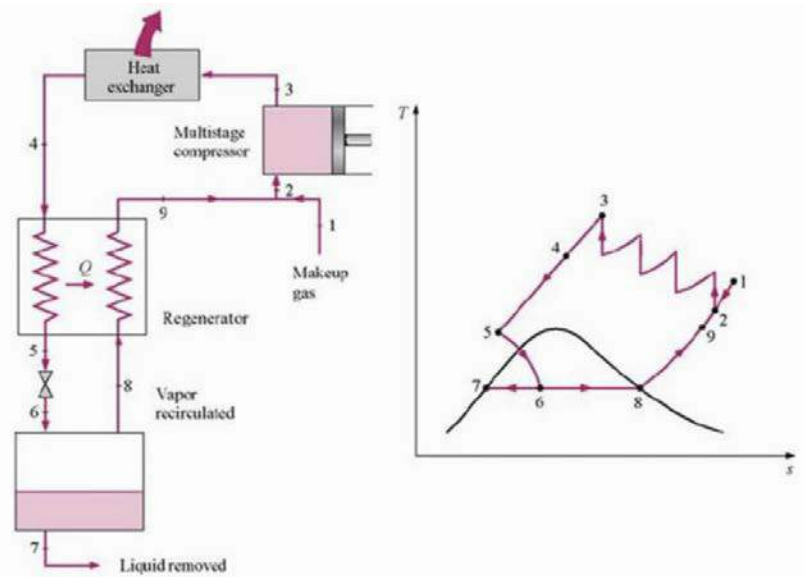 Heat
exchanger
3
Multistage
compressor
4
2
9
1
Makeup
gas
Q
Regenerator
5
8
Vapor
recirculated
6
7
Liquid removed
T
3
4
1
2
9
5
7
6
8
s